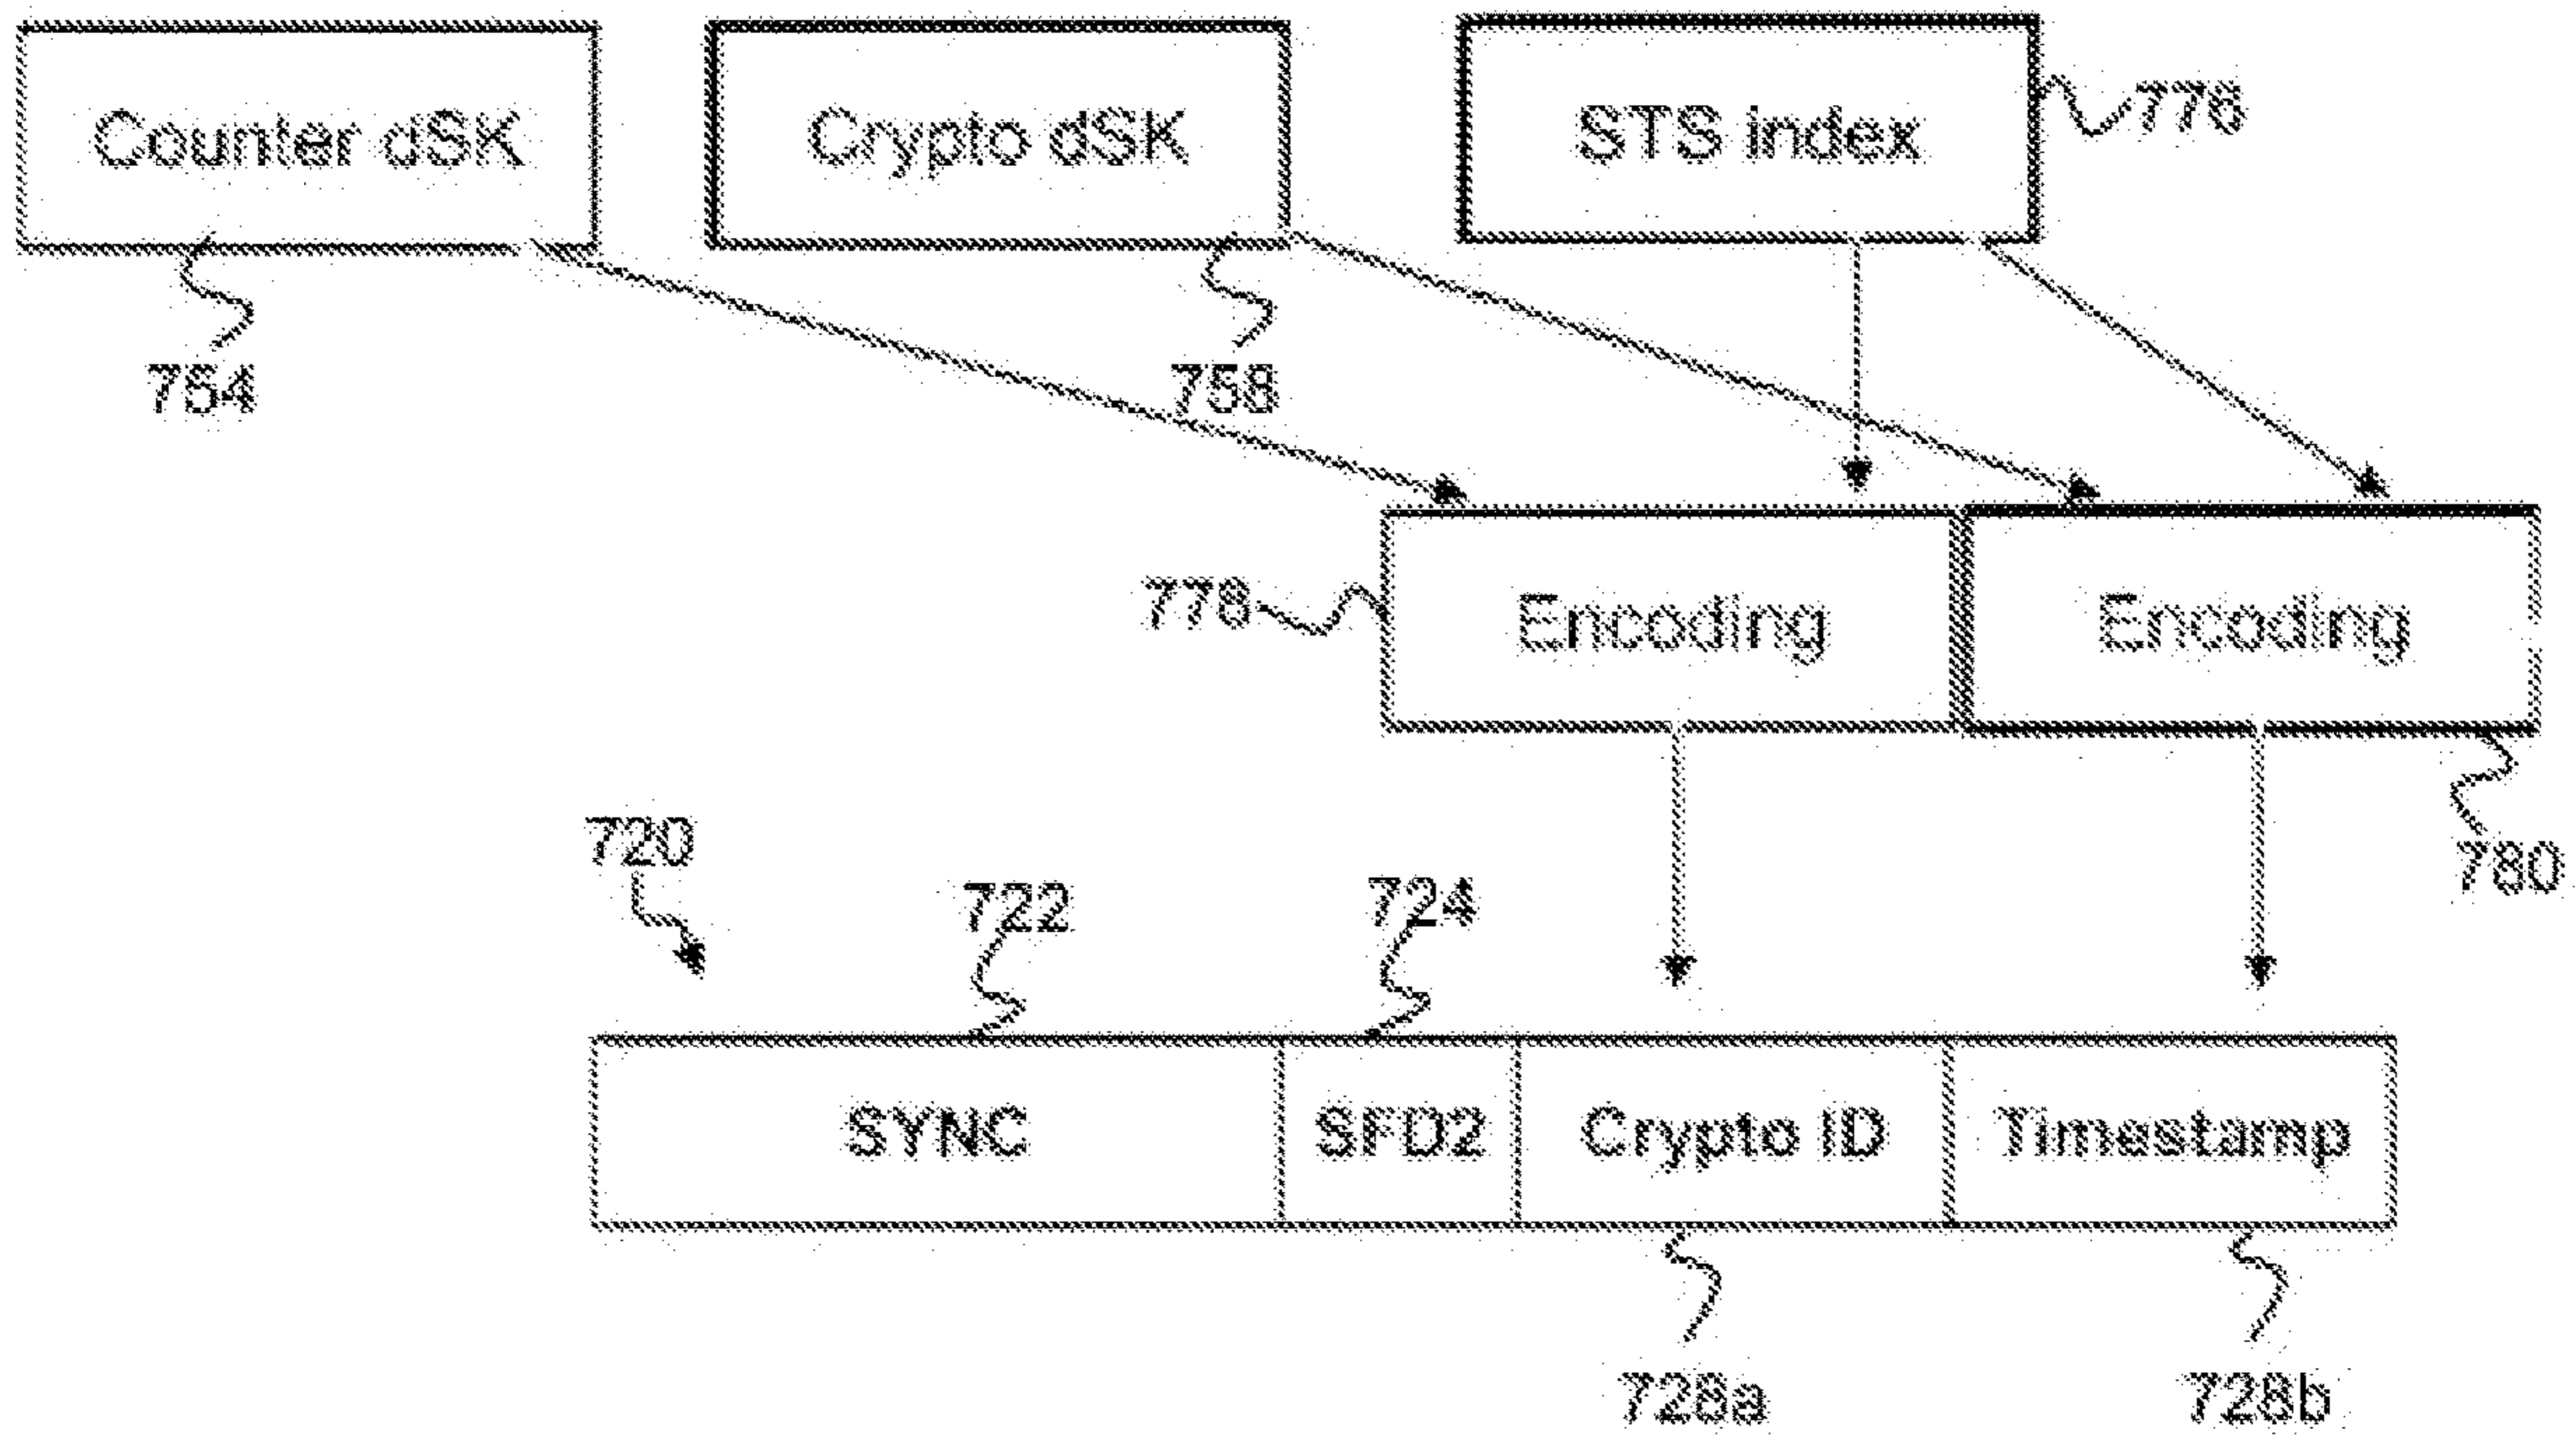 Counter dSK
Crypto dSK
STS index
776
754
758
778
Encoding
Encoding
720
722
724
780
SYNC
SFD2
Crypto ID
Timestamp
728a
728b